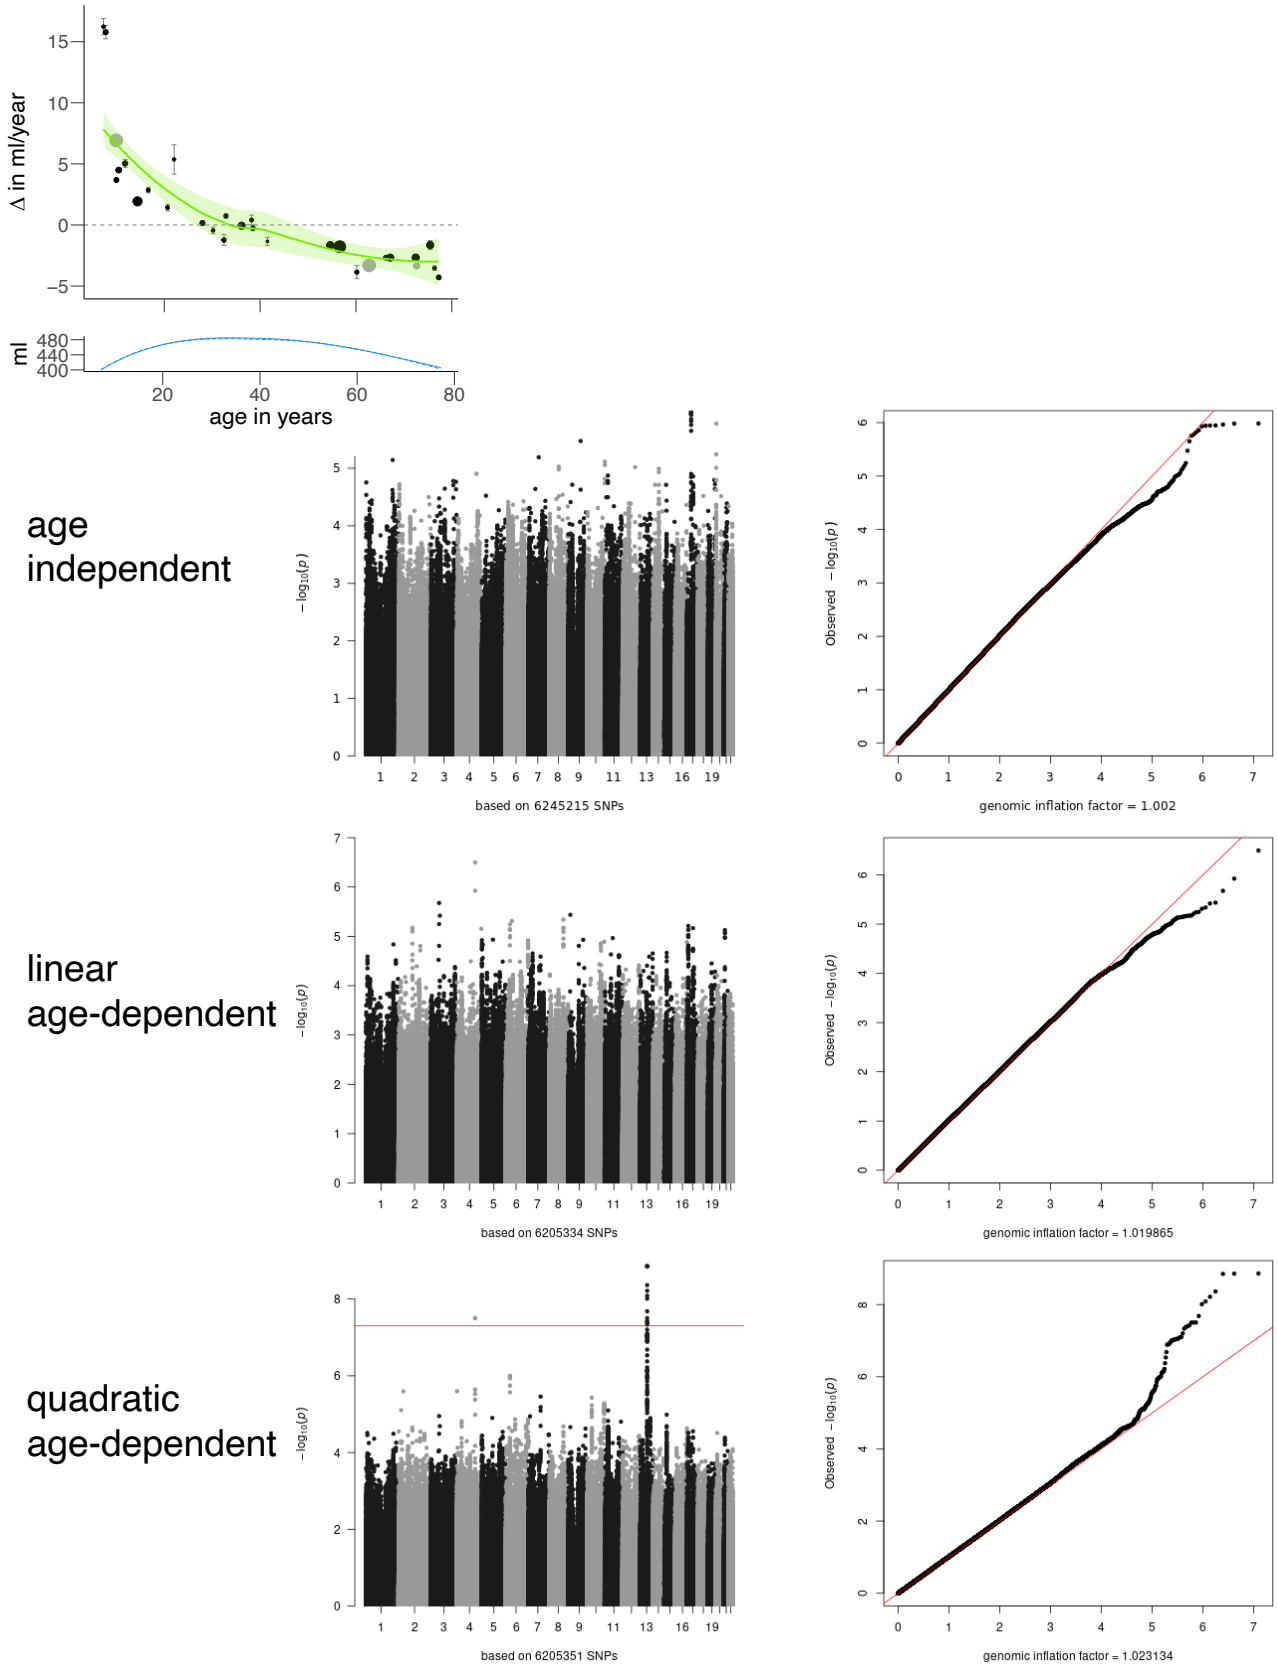 Δ in ml/year
15
10
5
0
−5
ml
480
440
400
20 40 60 80
age in years
age
independent
−log10(p)
5
4
3
2
1
0
1 2 3 4 5 6 7 8 9 11 13 16 19
based on 6245215 SNPs
Observed −log10(p)
6
5
4
3
2
1
0
0 1 2 3 4 5 6 7
genomic inflation factor = 1.002
linear
age-dependent
−log10(p)
7
6
5
4
3
2
1
0
1 2 3 4 5 6 7 8 9 11 13 16 19
based on 6205334 SNPs
Observed −log10(p)
6
5
4
3
2
1
0
0 1 2 3 4 5 6 7
genomic inflation factor = 1.019865
quadratic
age-dependent
−log10(p)
8
6
4
2
0
1 2 3 4 5 6 7 8 9 11 13 16 19
based on 6205351 SNPs
Observed −log10(p)
8
6
4
2
0
0 1 2 3 4 5 6 7
genomic inflation factor = 1.023134